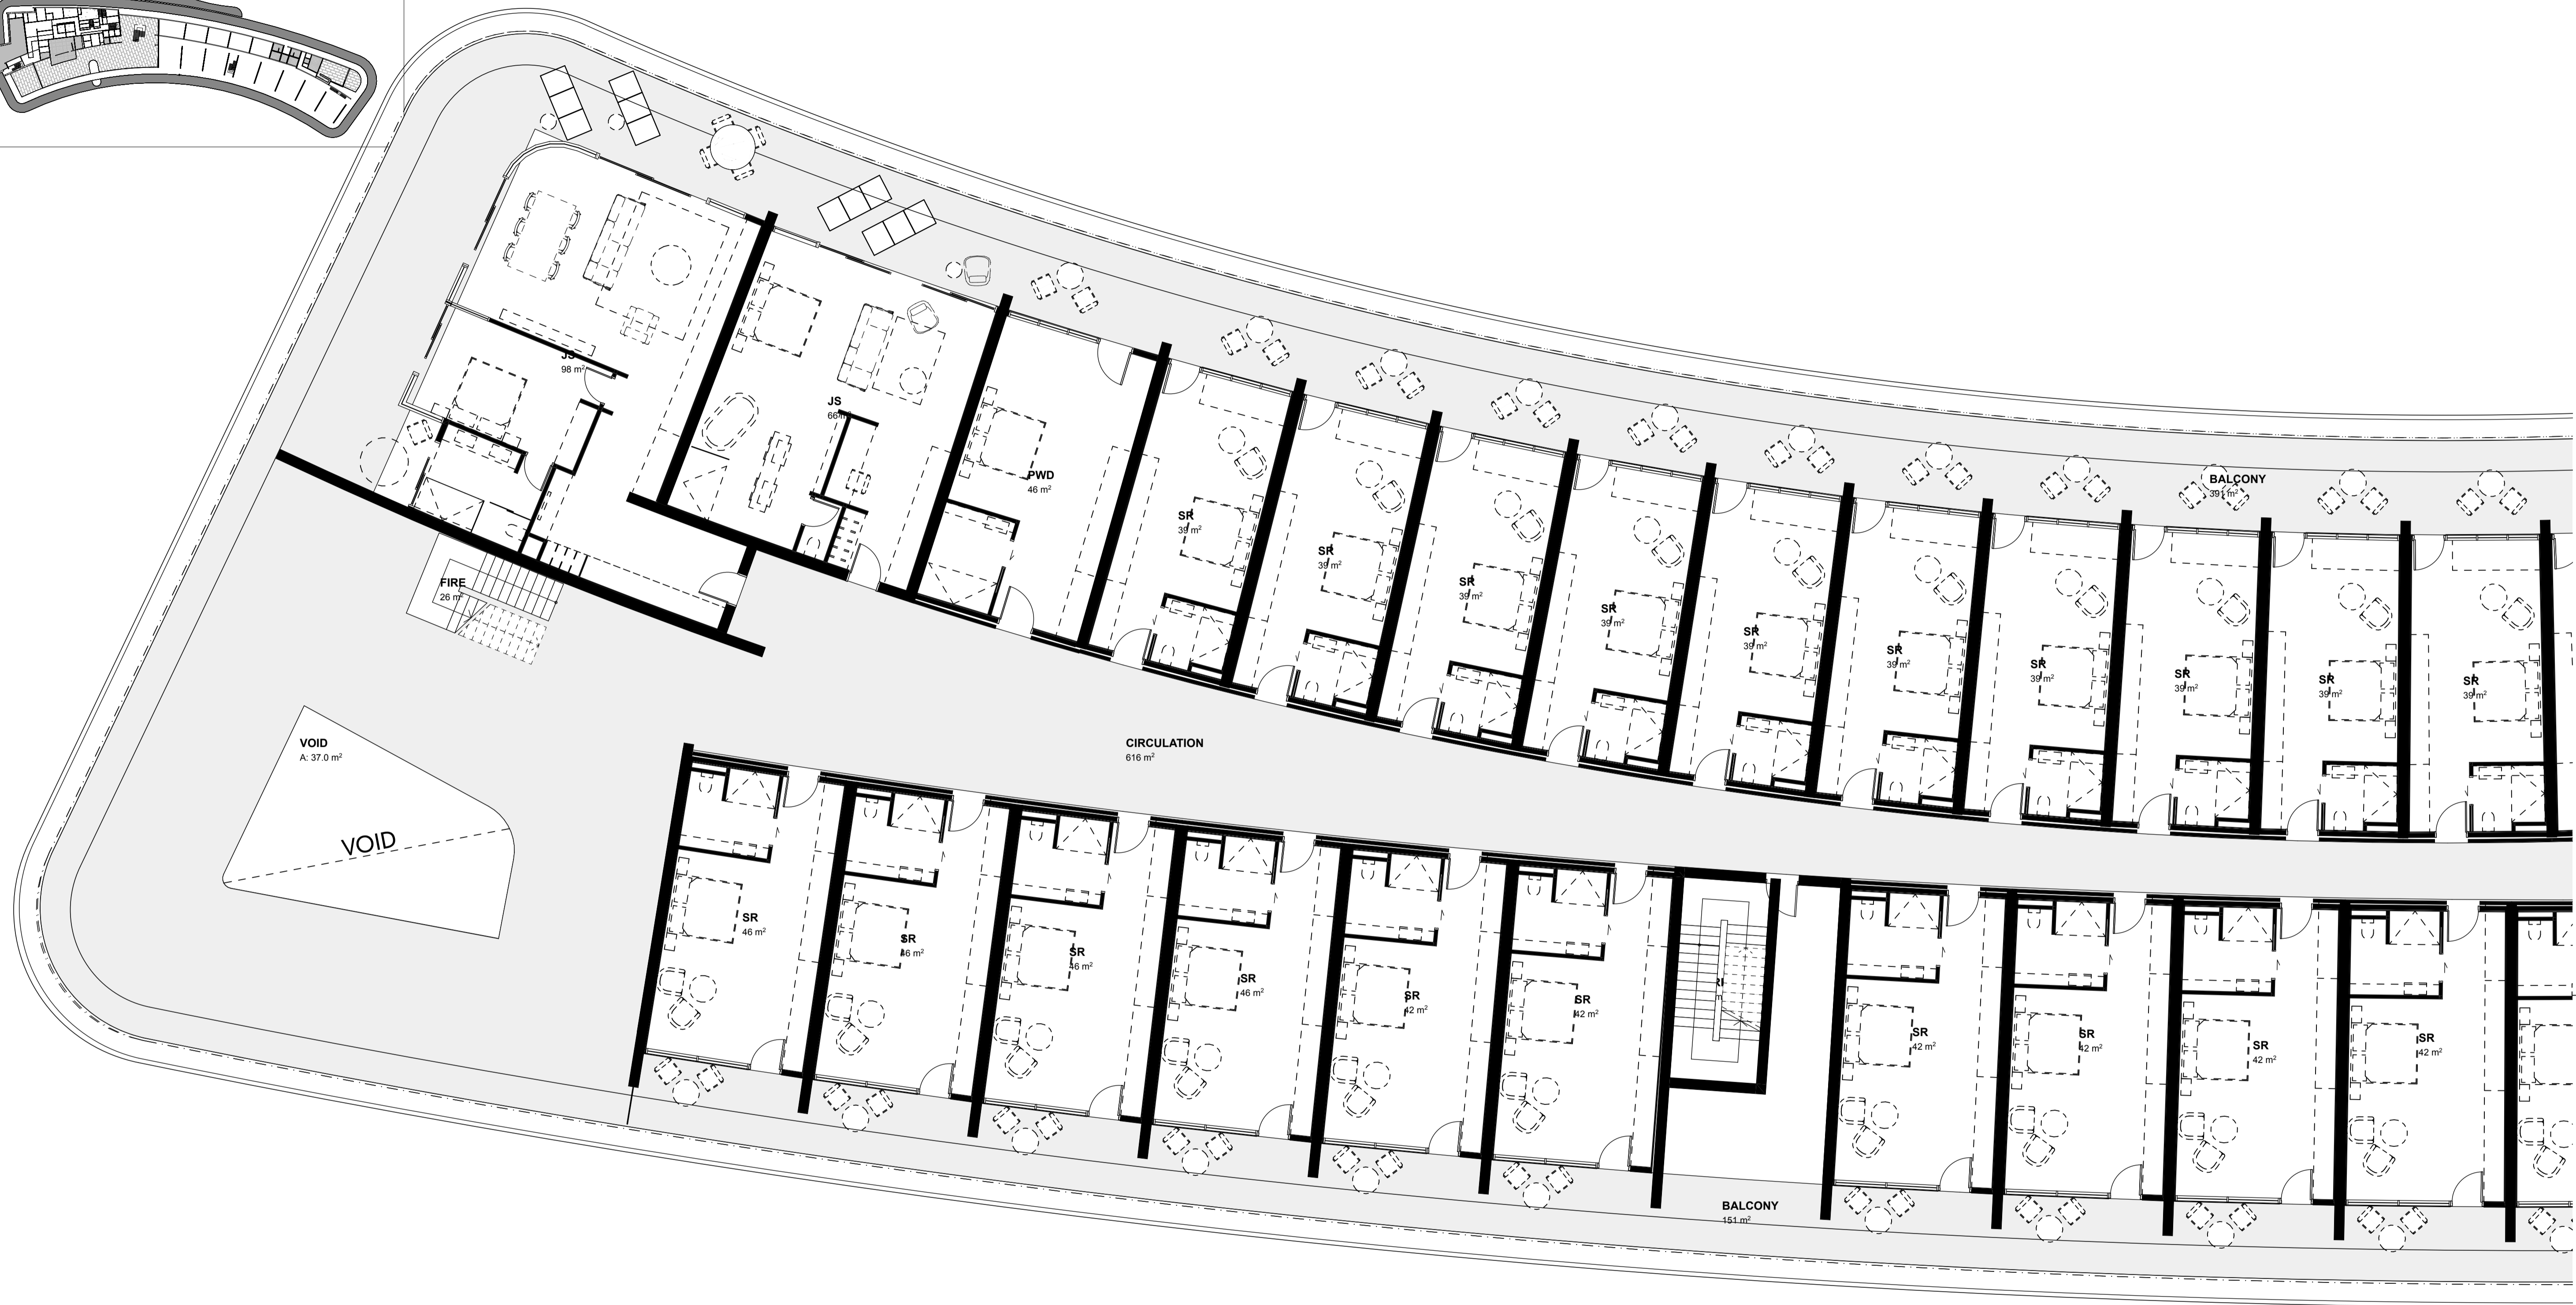 JS
98 m²
JS
66 m²
PWD
46 m²
SR
39 m²
SR
39 m²
SR
39 m²
SR
39 m²
SR
39 m²
SR
39 m²
SR
39 m²
SR
39 m²
SR
39 m²
SR
39 m²
BALCONY
391 m²
FIRE
26 m²
VOID
A: 37.0 m²
VOID
CIRCULATION
616 m²
SR
46 m²
SR
46 m²
SR
46 m²
SR
46 m²
SR
42 m²
SR
42 m²
SR
42 m²
SR
42 m²
SR
42 m²
SR
42 m²
BALCONY
151 m²